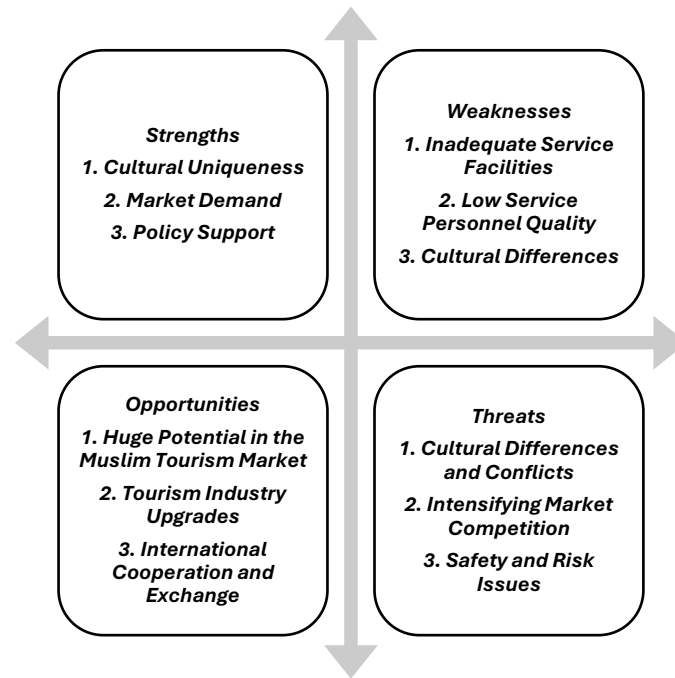 Strengths
1. Cultural Uniqueness
2. Market Demand
3. Policy Support
Weaknesses
1. Inadequate Service
Facilities
2. Low Service
Personnel Quality
3. Cultural Differences
Opportunities
1. Huge Potential in the
Muslim Tourism Market
2. Tourism Industry
Upgrades
3. International
Cooperation and
Exchange
Threats
1. Cultural Differences
and Conflicts
2. Intensifying Market
Competition
3. Safety and Risk
Issues